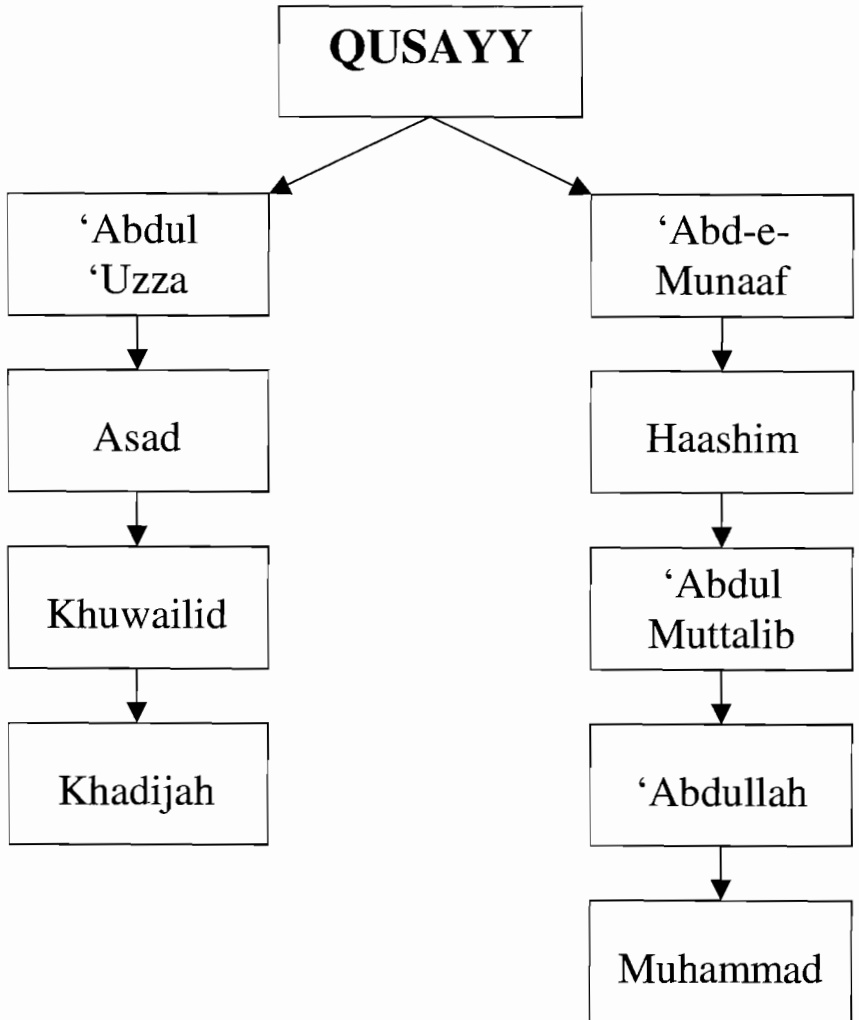 QUSAYY
‘Abdul
‘Uzza
Asad
Khuwailid
Khadijah
‘Abd-e-
Munaaf
Haashim
‘Abdul
Muttalib
‘Abdullah
Muhammad